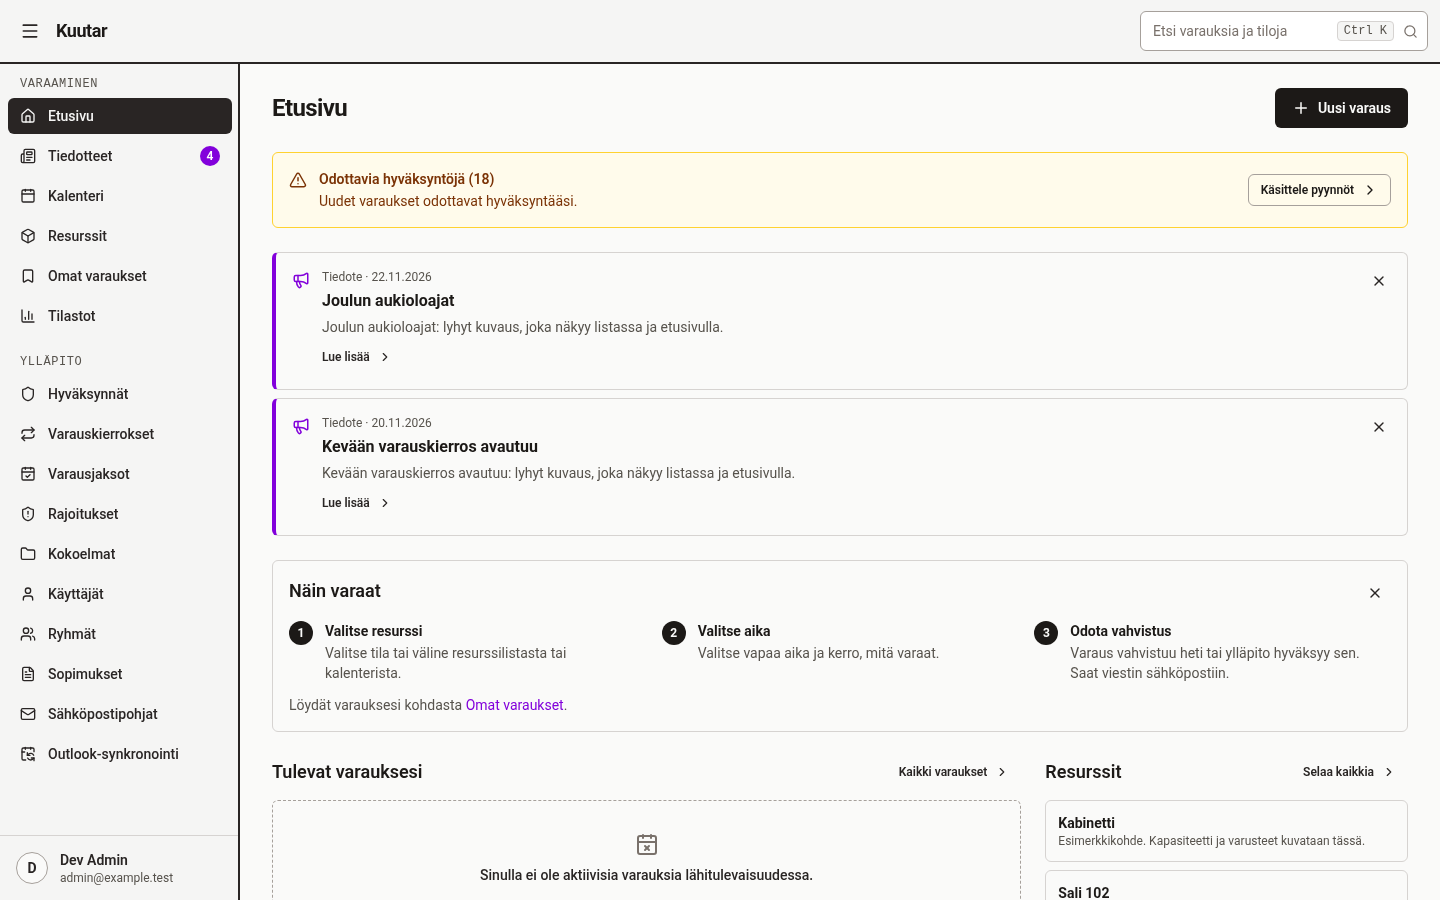 Kuutar
Etsi varauksia ja tiloja
Ctrl K
VARAAMINEN
Etusivu
Tiedotteet
4
Kalenteri
Resurssit
Omat varaukset
Tilastot
YLLÄPITO
Hyväksynnät
Varauskierrokset
Varausjaksot
Rajoitukset
Kokoelmat
Käyttäjät
Ryhmät
Sopimukset
Sähköpostipohjat
Outlook-synkronointi
D
Dev Admin
admin@example.test
Etusivu
Uusi varaus
Odottavia hyväksyntöjä (18)
Uudet varaukset odottavat hyväksyntääsi.
Käsittele pyynnöt
Tiedote · 22.11.2026
Joulun aukioloajat
Joulun aukioloajat: lyhyt kuvaus, joka näkyy listassa ja etusivulla.
Lue lisää
Tiedote · 20.11.2026
Kevään varauskierros avautuu
Kevään varauskierros avautuu: lyhyt kuvaus, joka näkyy listassa ja etusivulla.
Lue lisää
Näin varaat
1
Valitse resurssi
Valitse tila tai väline resurssilistasta tai
kalenterista.
2
Valitse aika
Valitse vapaa aika ja kerro, mitä varaat.
3
Odota vahvistus
Varaus vahvistuu heti tai ylläpito hyväksyy sen.
Saat viestin sähköpostiin.
Löydät varauksesi kohdasta Omat varaukset.
Tulevat varauksesi
Kaikki varaukset
Sinulla ei ole aktiivisia varauksia lähitulevaisuudessa.
Resurssit
Selaa kaikkia
Kabinetti
Esimerkkikohde. Kapasiteetti ja varusteet kuvataan tässä.
Sali 102